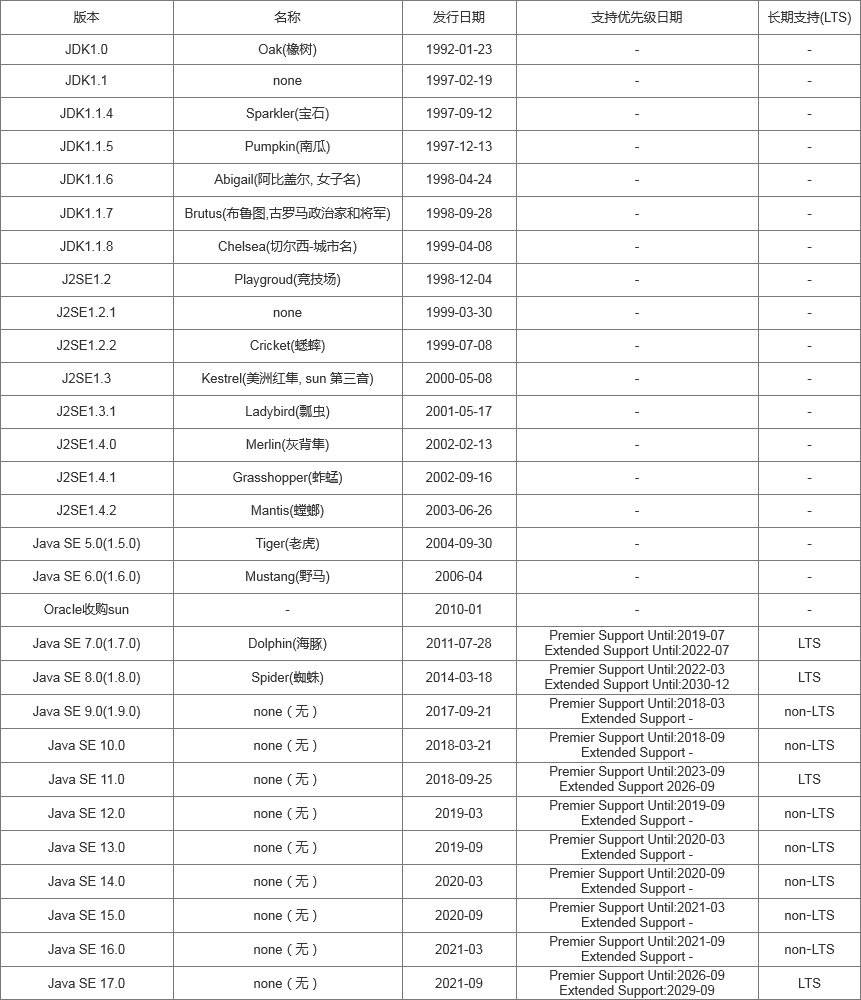 版本 名称 发行日期 支持优先级日期 长期支持(LTS)
JDK1.0 Oak(橡树) 1992-01-23 - -
JDK1.1 none 1997-02-19 - -
JDK1.1.4 Sparkler(宝石) 1997-09-12 - -
JDK1.1.5 Pumpkin(南瓜) 1997-12-13 - -
JDK1.1.6 Abigail(阿比盖尔, 女子名) 1998-04-24 - -
JDK1.1.7 Brutus(布鲁图,古罗马政治家和将军) 1998-09-28 - -
JDK1.1.8 Chelsea(切尔西-城市名) 1999-04-08 - -
J2SE1.2 Playgroud(竞技场) 1998-12-04 - -
J2SE1.2.1 none 1999-03-30 - -
J2SE1.2.2 Cricket(蟋蟀) 1999-07-08 - -
J2SE1.3 Kestrel(美洲红隼, sun 第三音) 2000-05-08 - -
J2SE1.3.1 Ladybird(瓢虫) 2001-05-17 - -
J2SE1.4.0 Merlin(灰背隼) 2002-02-13 - -
J2SE1.4.1 Grasshopper(蚱蜢) 2002-09-16 - -
J2SE1.4.2 Mantis(螳螂) 2003-06-26 - -
Java SE 5.0(1.5.0) Tiger(老虎) 2004-09-30 - -
Java SE 6.0(1.6.0) Mustang(野马) 2006-04 - -
Oracle收购sun - 2010-01 - -
Java SE 7.0(1.7.0) Dolphin(海豚) 2011-07-28 Premier Support Until:2019-07 LTS
Extended Support Until:2022-07
Java SE 8.0(1.8.0) Spider(蜘蛛) 2014-03-18 Premier Support Until:2022-03 LTS
Extended Support Until:2030-12
Java SE 9.0(1.9.0) none（无） 2017-09-21 Premier Support Until:2018-03 non-LTS
Extended Support -
Java SE 10.0 none（无） 2018-03-21 Premier Support Until:2018-09 non-LTS
Extended Support -
Java SE 11.0 none（无） 2018-09-25 Premier Support Until:2023-09 LTS
Extended Support 2026-09
Java SE 12.0 none（无） 2019-03 Premier Support Until:2019-09 non-LTS
Extended Support -
Java SE 13.0 none（无） 2019-09 Premier Support Until:2020-03 non-LTS
Extended Support -
Java SE 14.0 none（无） 2020-03 Premier Support Until:2020-09 non-LTS
Extended Support -
Java SE 15.0 none（无） 2020-09 Premier Support Until:2021-03 non-LTS
Extended Support -
Java SE 16.0 none（无） 2021-03 Premier Support Until:2021-09 non-LTS
Extended Support -
Java SE 17.0 none（无） 2021-09 Premier Support Until:2026-09 LTS
Extended Support:2029-09